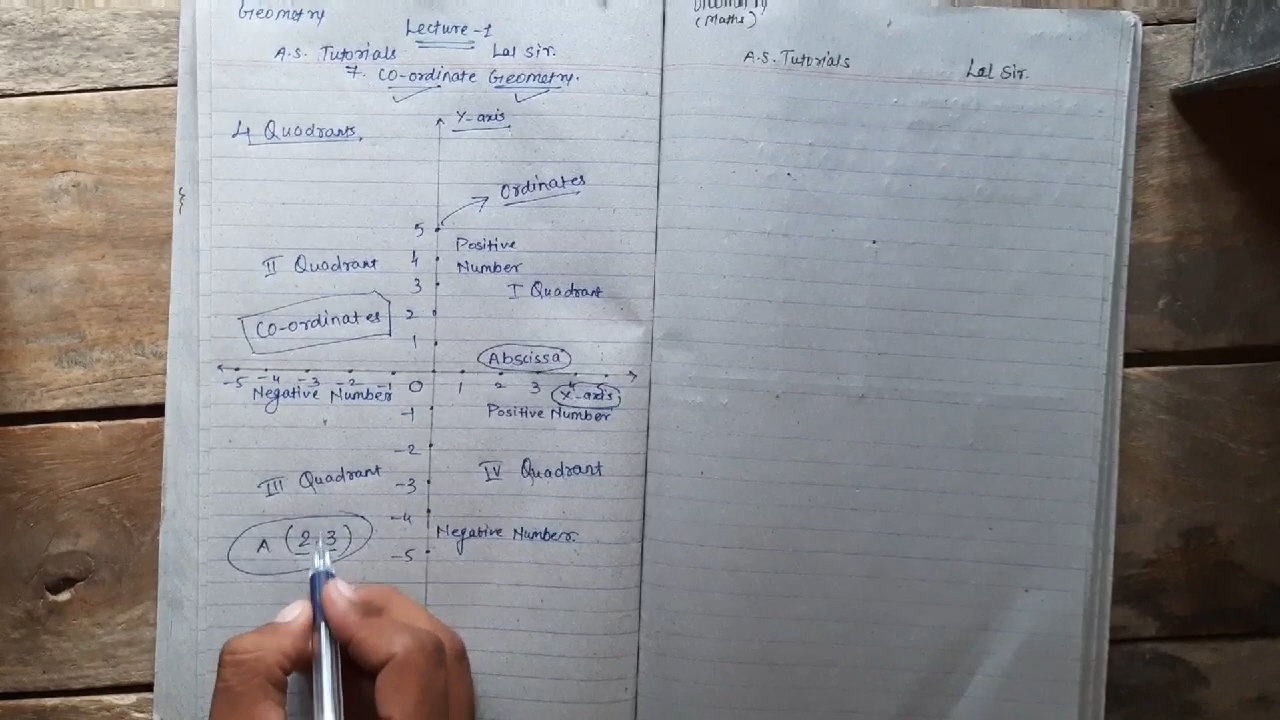 Geometry
Lecture-1
A.S. Tutorials Lal Sir.
7. Co-ordinate Geometry.
4 Quadrants.
Y-axis
Ordinates
5
Positive
II Quadrant 4 Number
3 I Quadrant
Co-ordinates 2
1
Abscissa
-5 -4 -3 -2 -1 0 1 2 3 4 5
Negative Number X-axis
-1 Positive Number
-2
III Quadrant IV Quadrant
-3
-4
A (2,3) Negative Number.
-5
(Maths)
A.S. Tutorials Lal Sir.